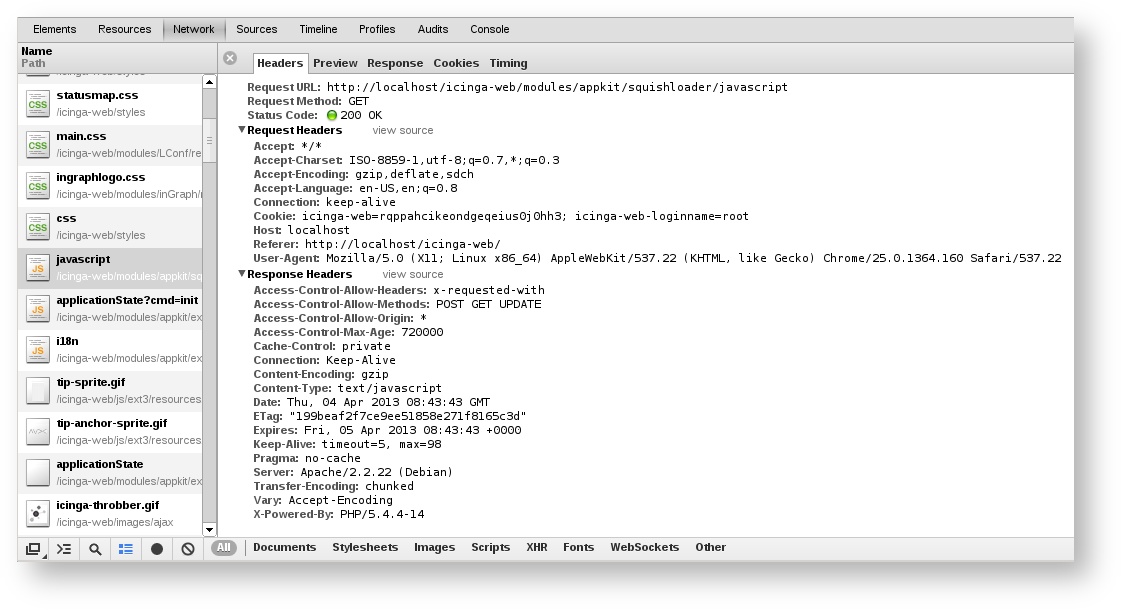 Elements Resources Network Sources Timeline Profiles Audits Console
Name
Path
Headers Preview Response Cookies Timing
/icinga-web/styles
statusmap.css
/icinga-web/styles
main.css
/icinga-web/modules/LConf/re
ingraphlogo.css
/icinga-web/modules/inGraph/
css
/icinga-web/styles
javascript
/icinga-web/modules/appkit/sq
applicationState?cmd=init
/icinga-web/modules/appkit/ex
i18n
/icinga-web/modules/appkit/ex
tip-sprite.gif
/icinga-web/js/ext3/resources
tip-anchor-sprite.gif
/icinga-web/js/ext3/resources
applicationState
/icinga-web/modules/appkit/ex
icinga-throbber.gif
/icinga-web/images/ajax
CSS
CSS
CSS
CSS
JS
JS
JS
Request URL: http://localhost/icinga-web/modules/appkit/squishloader/javascript
Request Method: GET
Status Code: 200 OK
Request Headers view source
Accept: */*
Accept-Charset: ISO-8859-1,utf-8;q=0.7,*;q=0.3
Accept-Encoding: gzip,deflate,sdch
Accept-Language: en-US,en;q=0.8
Connection: keep-alive
Cookie: icinga-web=rqppahcikeondgeqeius0j0hh3; icinga-web-loginname=root
Host: localhost
Referer: http://localhost/icinga-web/
User-Agent: Mozilla/5.0 (X11; Linux x86_64) AppleWebKit/537.22 (KHTML, like Gecko) Chrome/25.0.1364.160 Safari/537.22
Response Headers view source
Access-Control-Allow-Headers: x-requested-with
Access-Control-Allow-Methods: POST GET UPDATE
Access-Control-Allow-Origin: *
Access-Control-Max-Age: 720000
Cache-Control: private
Connection: Keep-Alive
Content-Encoding: gzip
Content-Type: text/javascript
Date: Thu, 04 Apr 2013 08:43:43 GMT
ETag: "199beaf2f7ce9ee51858e271f8165c3d"
Expires: Fri, 05 Apr 2013 08:43:43 +0000
Keep-Alive: timeout=5, max=98
Pragma: no-cache
Server: Apache/2.2.22 (Debian)
Transfer-Encoding: chunked
Vary: Accept-Encoding
X-Powered-By: PHP/5.4.4-14
All Documents Stylesheets Images Scripts XHR Fonts WebSockets Other